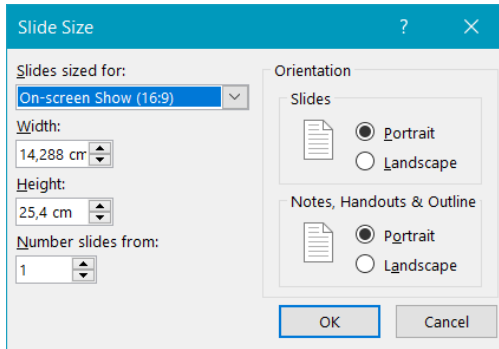 Slide Size
Slides sized for:
On-screen Show (16:9)
Width:
14,288 cm
Height:
25,4 cm
Number slides from:
1
Orientation
Slides
Portrait
Landscape
Notes, Handouts & Outline
Portrait
Landscape
OK
Cancel